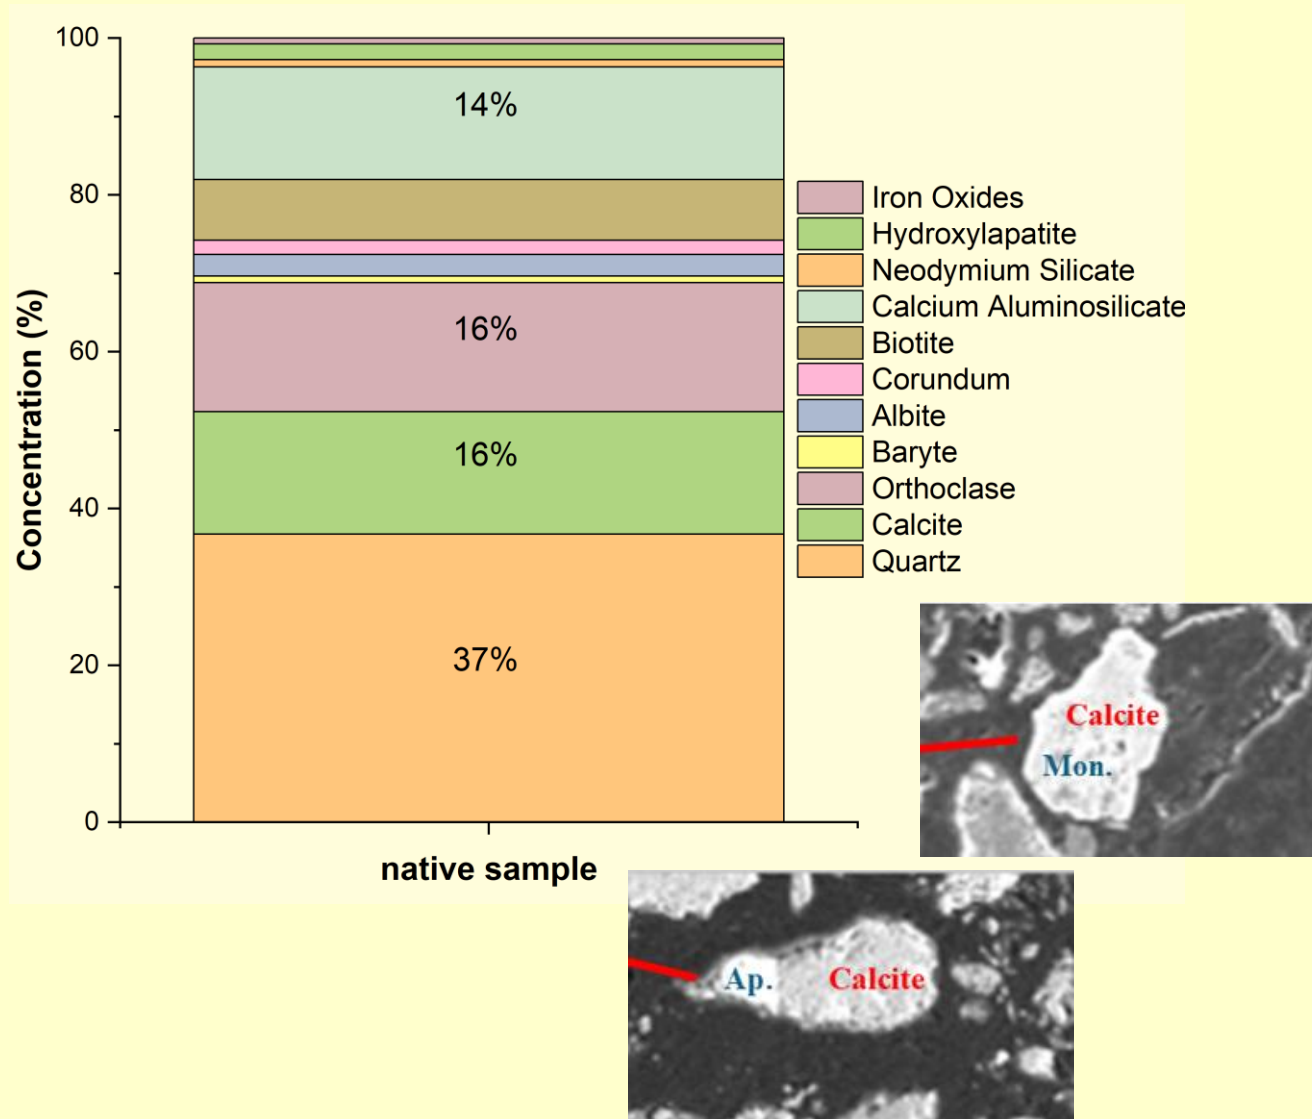 100
80
60
40
20
0
Concentration (%)
14%
16%
16%
37%
native sample
Iron Oxides
Hydroxylapatite
Neodymium Silicate
Calcium Aluminosilicate
Biotite
Corundum
Albite
Baryte
Orthoclase
Calcite
Quartz
Calcite
Mon.
Ap. Calcite